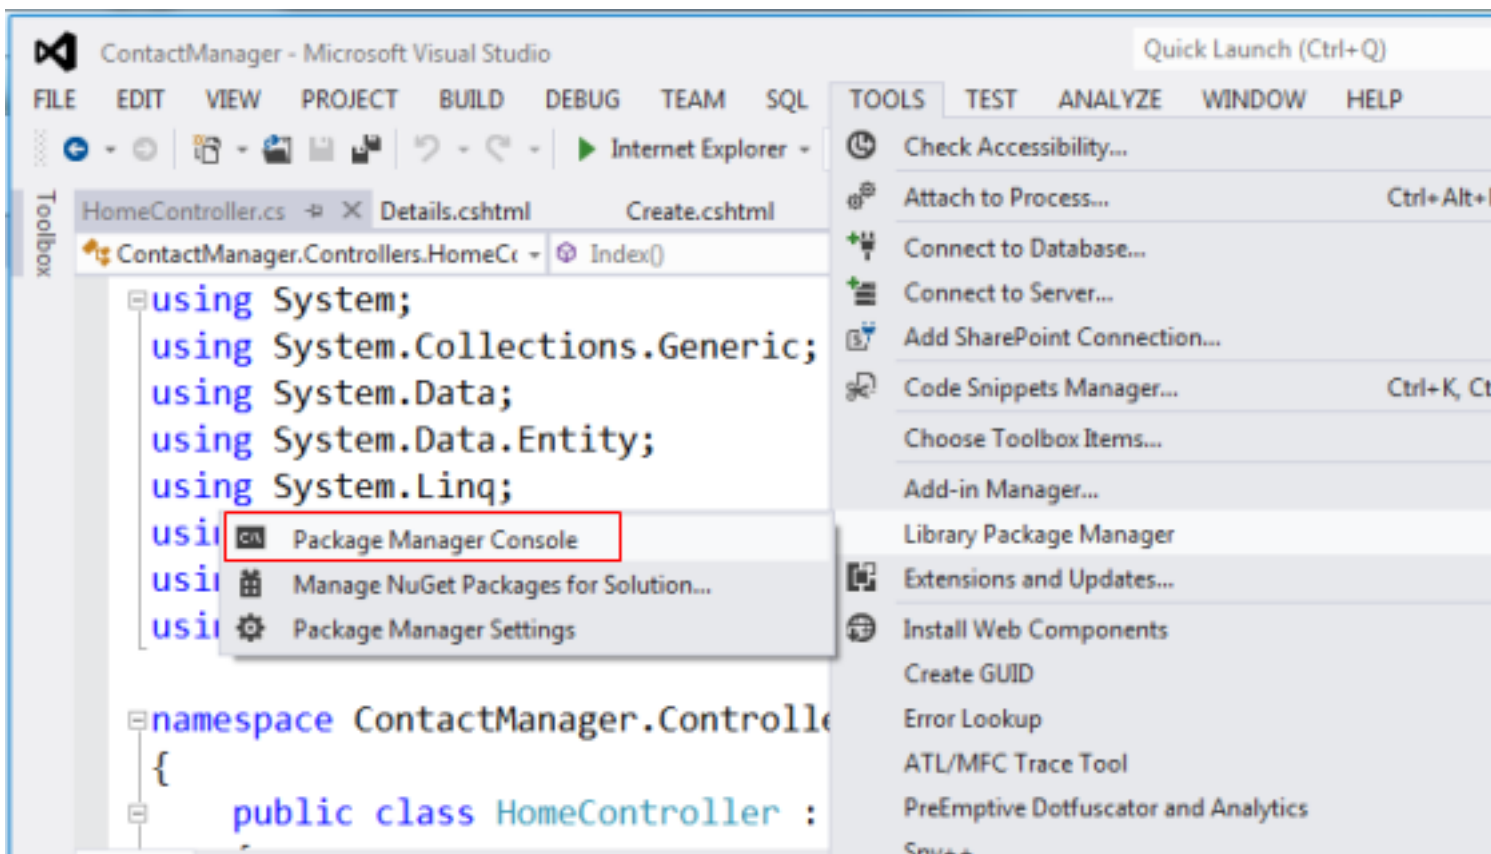 ContactManager - Microsoft Visual Studio
Quick Launch (Ctrl+Q)
FILE EDIT VIEW PROJECT BUILD DEBUG TEAM SQL TOOLS TEST ANALYZE WINDOW HELP
Internet Explorer
Toolbox
HomeController.cs Details.cshtml Create.cshtml
ContactManager.Controllers.HomeCo Index()
using System;
using System.Collections.Generic;
using System.Data;
using System.Data.Entity;
using System.Linq;
usin
usin
usin
namespace ContactManager.Controlle
{
public class HomeController :
Package Manager Console
Manage NuGet Packages for Solution...
Package Manager Settings
Check Accessibility...
Attach to Process... Ctrl+Alt+
Connect to Database...
Connect to Server...
Add SharePoint Connection...
Code Snippets Manager... Ctrl+K, Ct
Choose Toolbox Items...
Add-in Manager...
Library Package Manager
Extensions and Updates...
Install Web Components
Create GUID
Error Lookup
ATL/MFC Trace Tool
PreEmptive Dotfuscator and Analytics